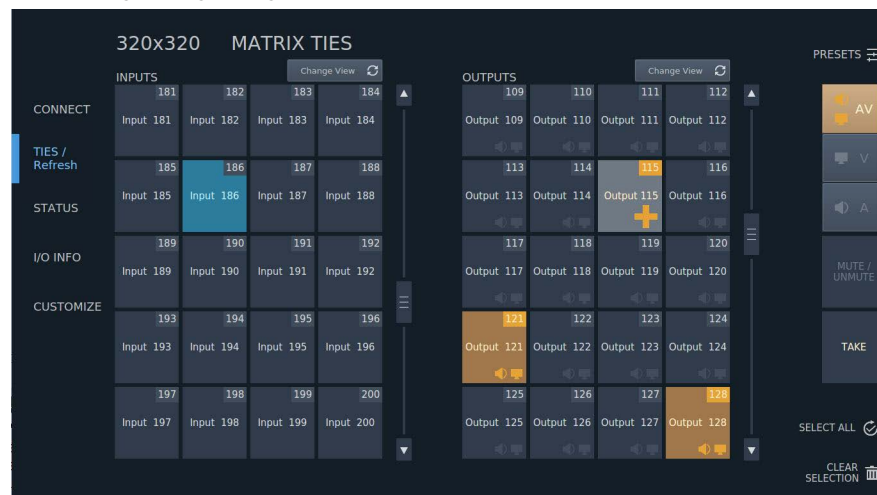 320x320 MATRIX TIES
PRESETS
INPUTS
Change View
OUTPUTS
Change View
CONNECT
TIES /
Refresh
STATUS
I/O INFO
CUSTOMIZE
181 182 183 184
Input 181 Input 182 Input 183 Input 184
185 186 187 188
Input 185 Input 186 Input 187 Input 188
189 190 191 192
Input 189 Input 190 Input 191 Input 192
193 194 195 196
Input 193 Input 194 Input 195 Input 196
197 198 199 200
Input 197 Input 198 Input 199 Input 200
109 110 111 112
Output 109 Output 110 Output 111 Output 112
113 114 115 116
Output 113 Output 114 Output 115 Output 116
117 118 119 120
Output 117 Output 118 Output 119 Output 120
121 122 123 124
Output 121 Output 122 Output 123 Output 124
125 126 127 128
Output 125 Output 126 Output 127 Output 128
AV
V
A
MUTE /
UNMUTE
TAKE
SELECT ALL
CLEAR
SELECTION